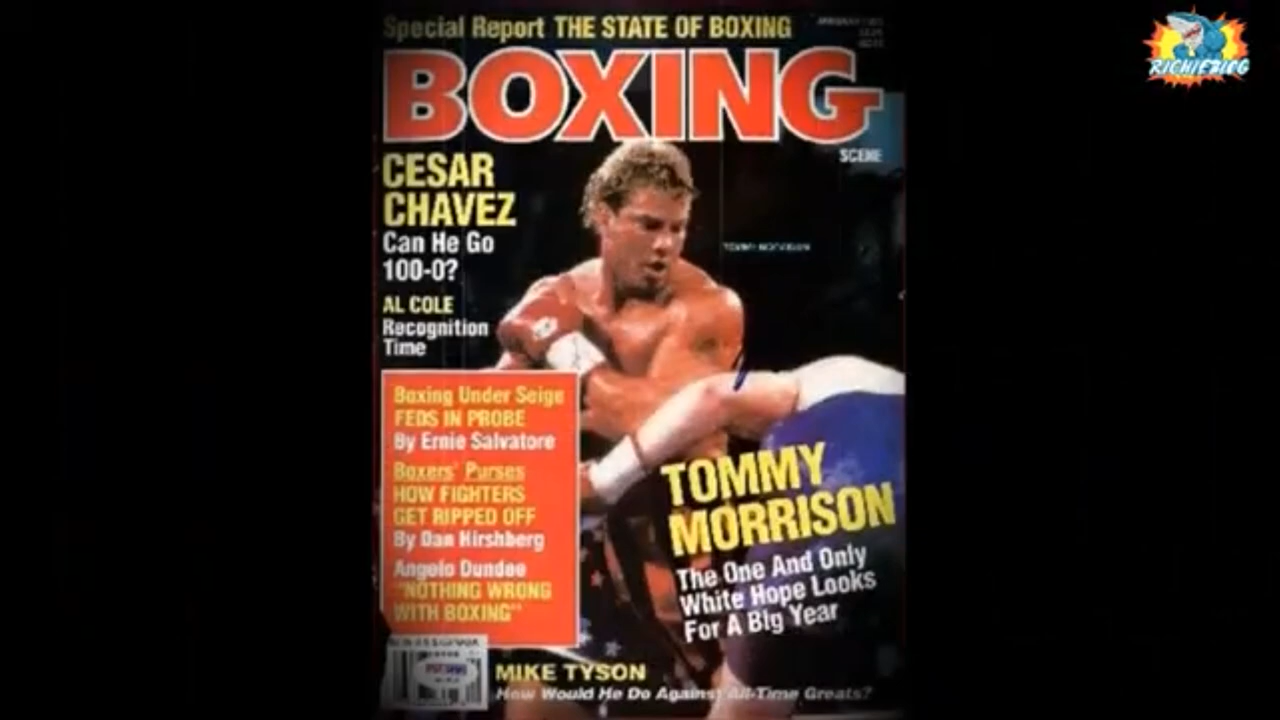 Special Report THE STATE OF BOXING
RICHIEBIEG
BOXING
SCENE
CESAR
CHAVEZ
Can He Go
100-0?
TOMMY MORRISON
AL COLE
Recognition
Time
Boxing Under Seige
FEDS IN PROBE
By Ernie Salvatore
Boxers' Purses
HOW FIGHTERS
GET RIPPED OFF
By Dan Hirshberg
Angelo Dundee
"NOTHING WRONG
WITH BOXING"
TOMMY
MORRISON
The One And Only
White Hope Looks
For A Big Year
MIKE TYSON
How Would He Do Against All-Time Greats?